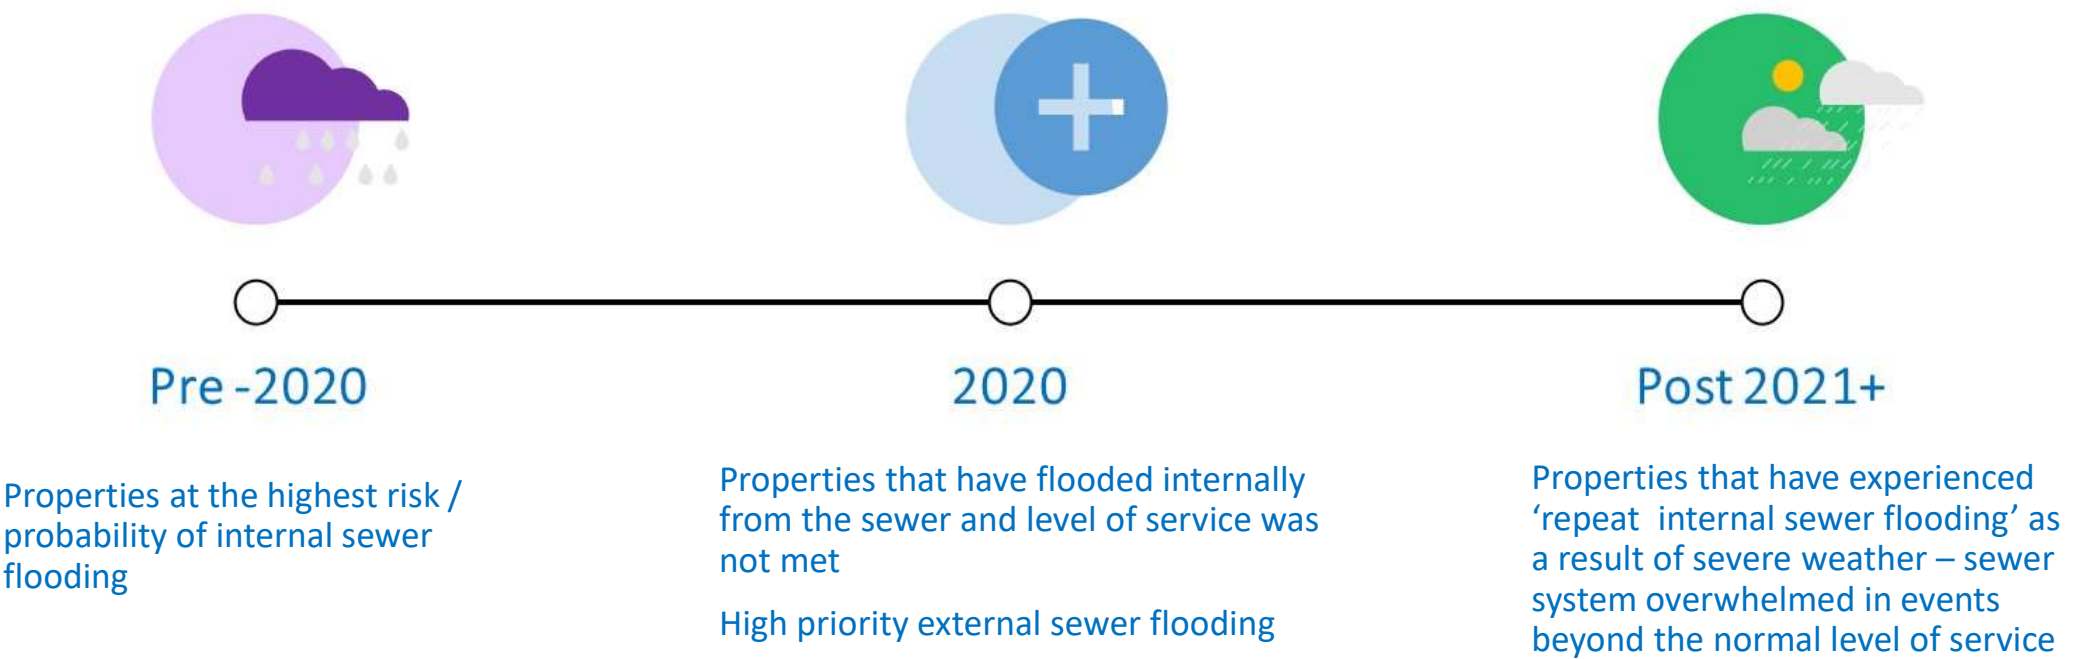 Pre -2020
Properties at the highest risk /
probability of internal sewer
flooding
2020
Properties that have flooded internally
from the sewer and level of service was
not met
High priority external sewer flooding
Post 2021+
Properties that have experienced
‘repeat  internal sewer flooding’ as
a result of severe weather – sewer
system overwhelmed in events
beyond the normal level of service